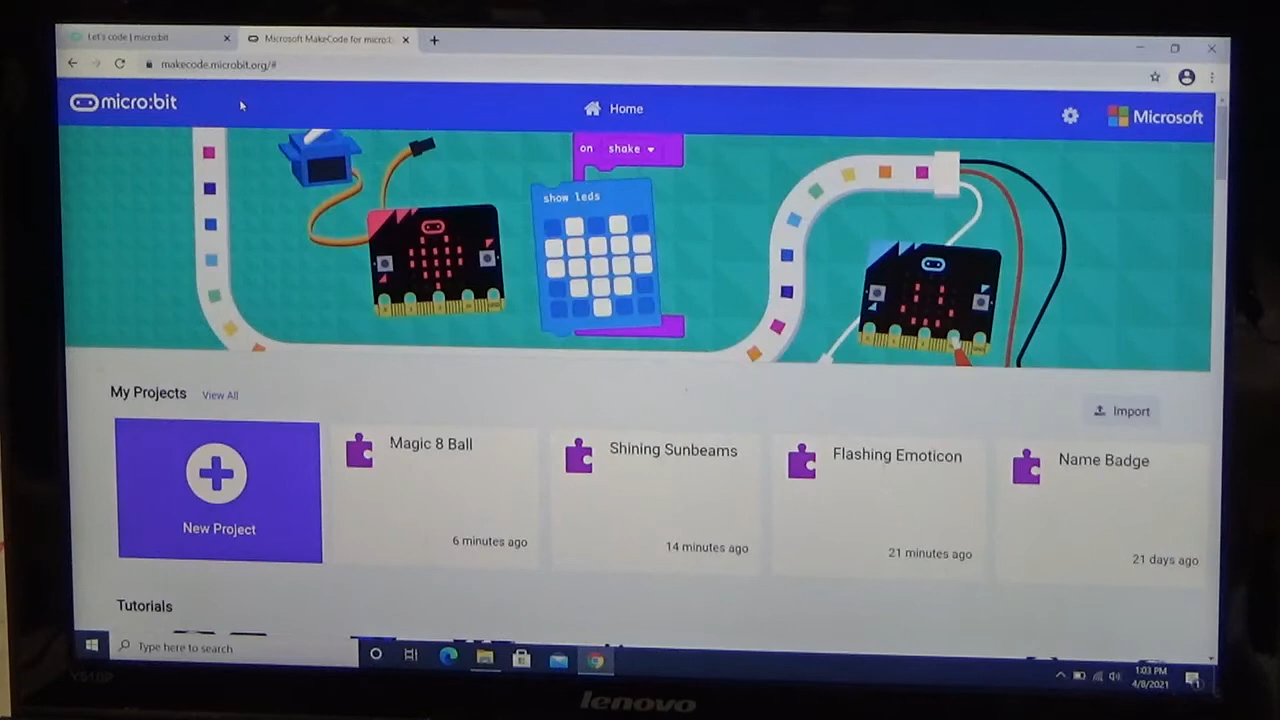 Let's code | micro:bit
Microsoft MakeCode for micro:b
makecode.microbit.org/#
micro:bit
Home
Microsoft
on shake
show leds
My Projects
View All
Import
New Project
Magic 8 Ball
6 minutes ago
Shining Sunbeams
14 minutes ago
Flashing Emoticon
21 minutes ago
Name Badge
21 days ago
Tutorials
Type here to search
1:03 PM
4/8/2021
Y510P
lenovo